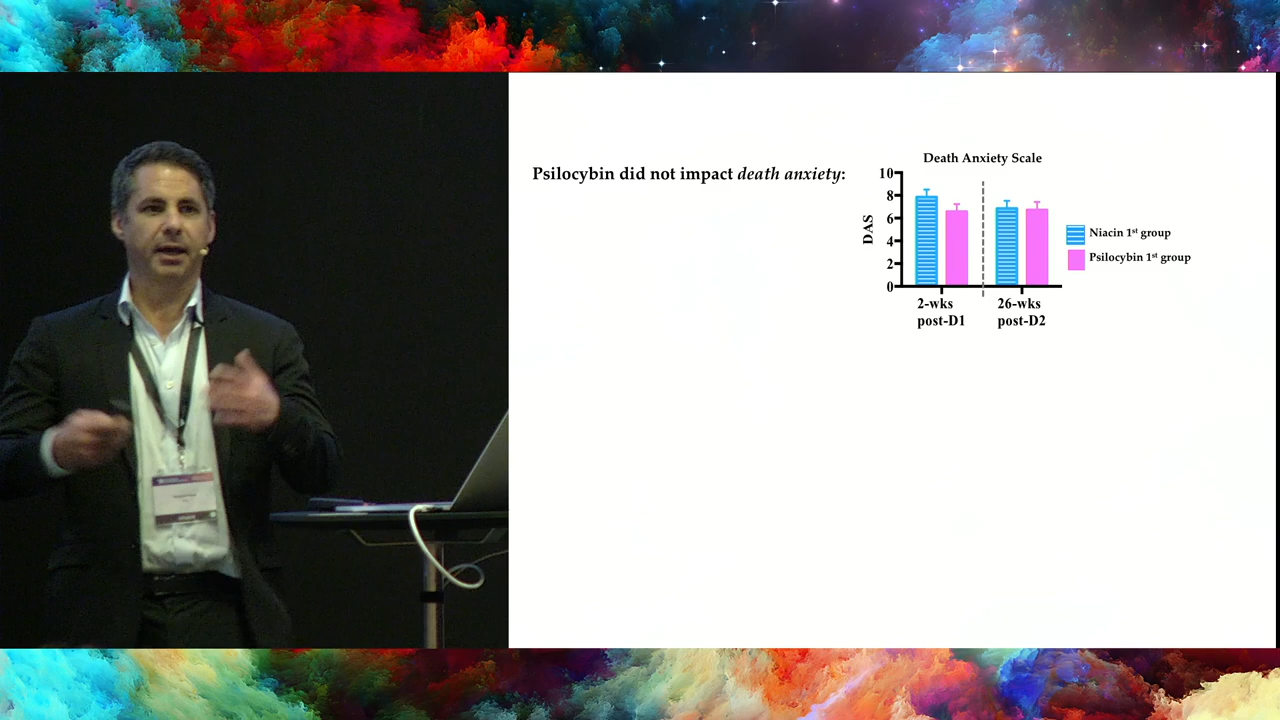 Psilocybin did not impact death anxiety:
Death Anxiety Scale
10
8
6
4
2
0
DAS
2-wks
post-D1
26-wks
post-D2
Niacin 1st group
Psilocybin 1st group